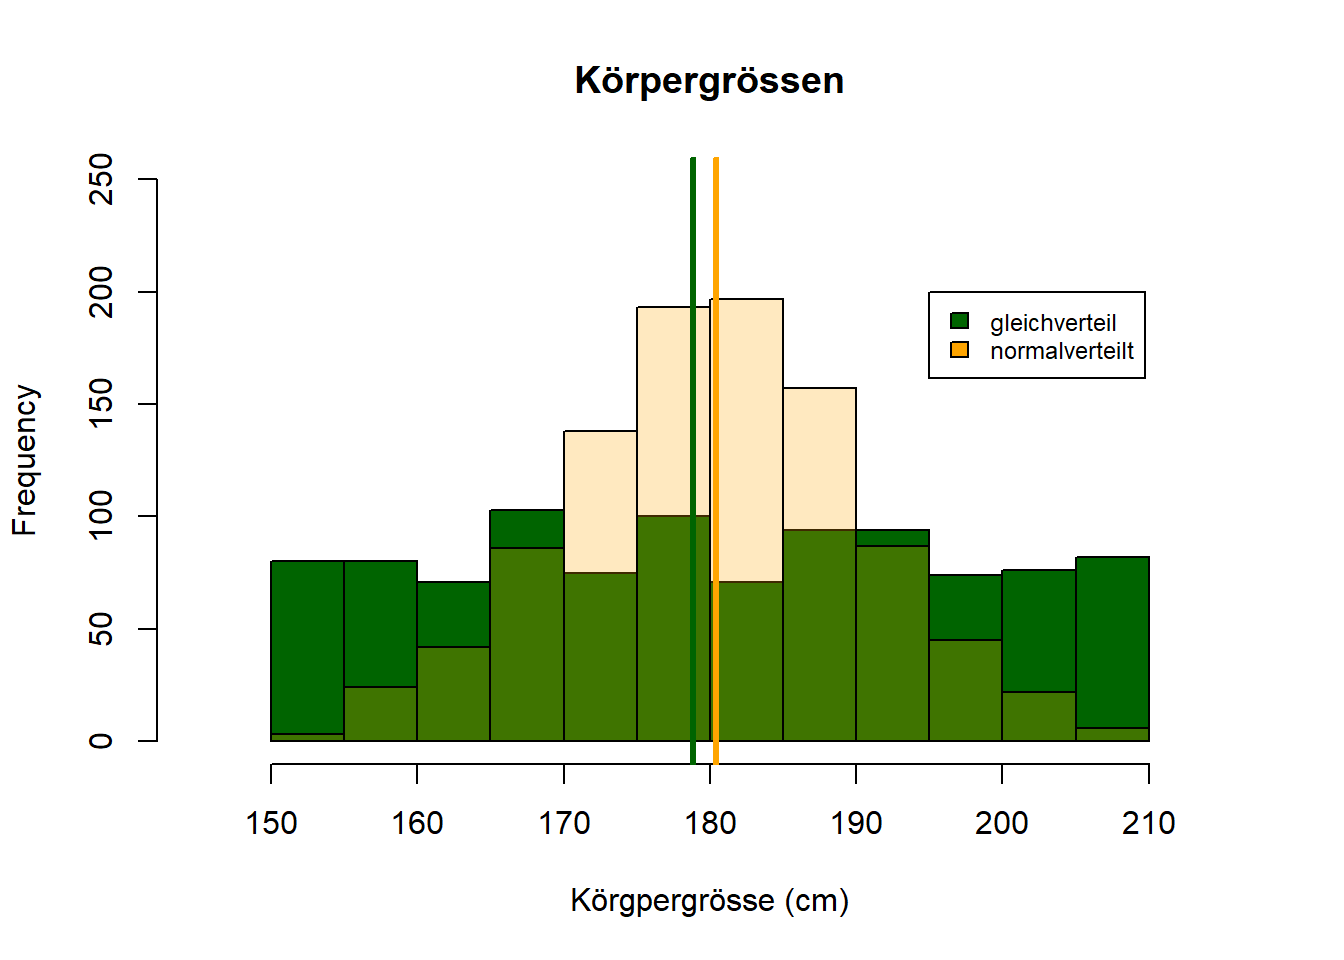 Körpergrössen
250
200
150
100
50
0
Frequency
gleichverteil
normalverteilt
150 160 170 180 190 200 210
Körgpergrösse (cm)